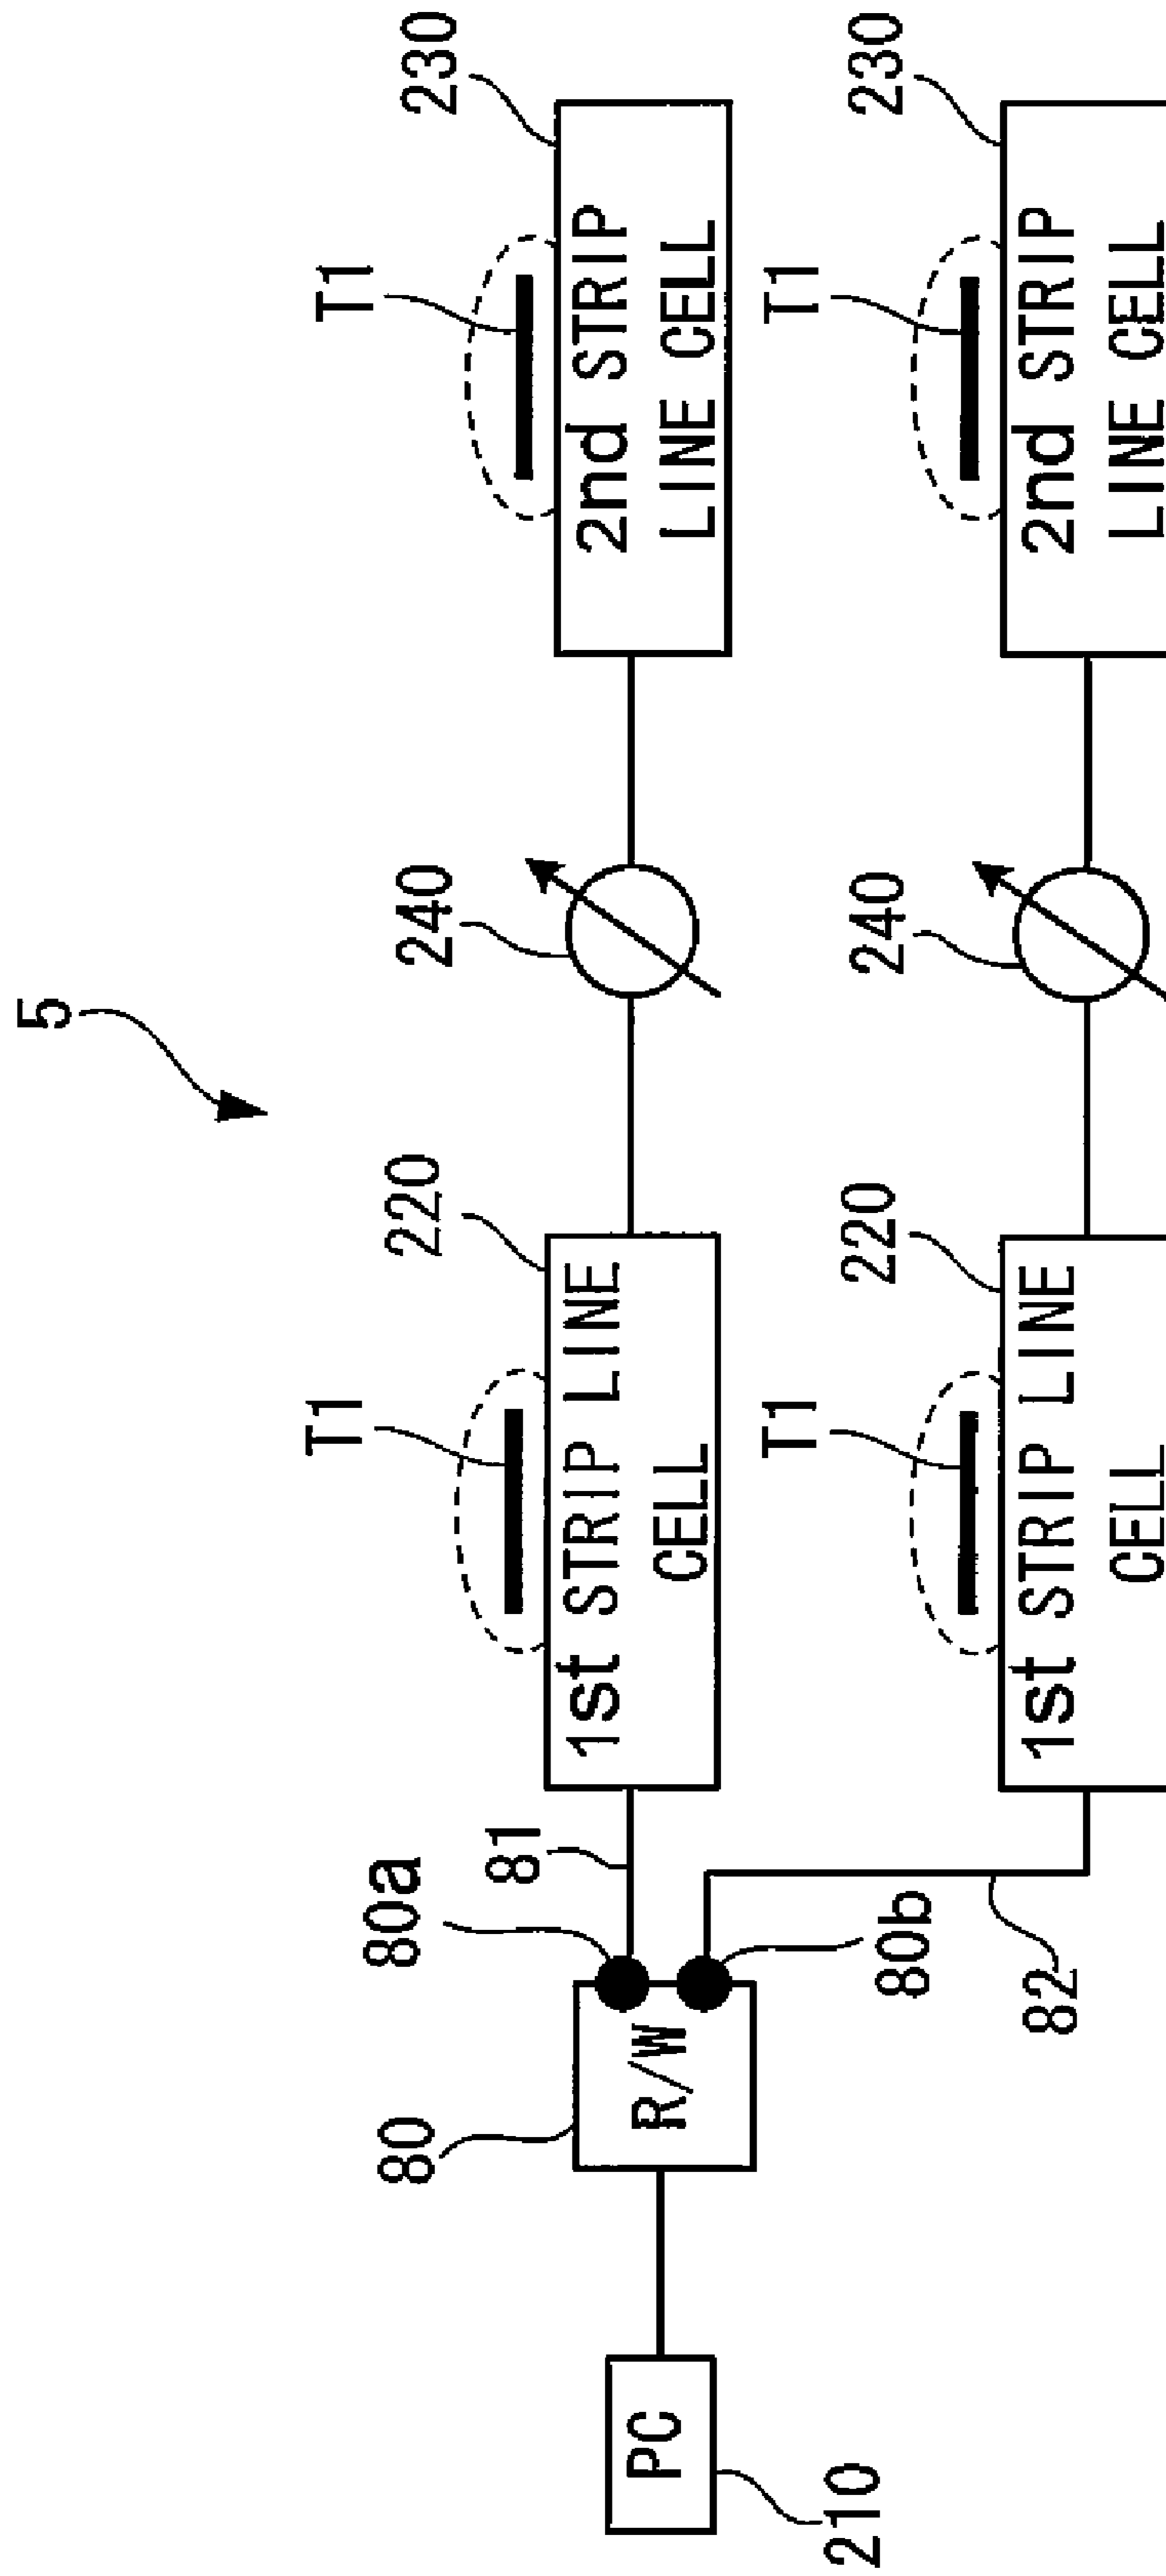 5
220
240
230
T1
T1
80
80a
81
1st STRIP LINE
CELL
2nd STRIP
LINE CELL
PC
R/W
210
80b
82
220
240
230
T1
T1
1st STRIP LINE
CELL
2nd STRIP
LINE CELL